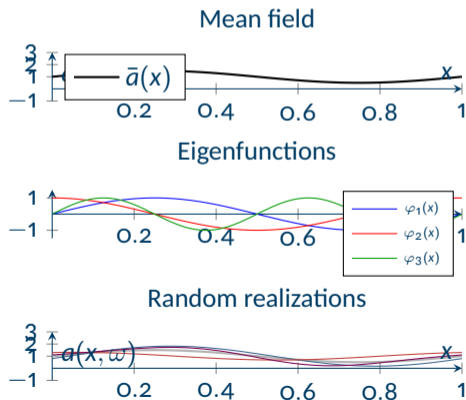 Mean field
3
2
1
ā(x)
x
−1
0.2
0.4
0.6
0.8
1
Eigenfunctions
1
φ₁(x)
φ₂(x)
φ₃(x)
−1
0.2
0.4
0.6
1
Random realizations
3
2
1
a(x, ω)
x
−1
0.2
0.4
0.6
0.8
1